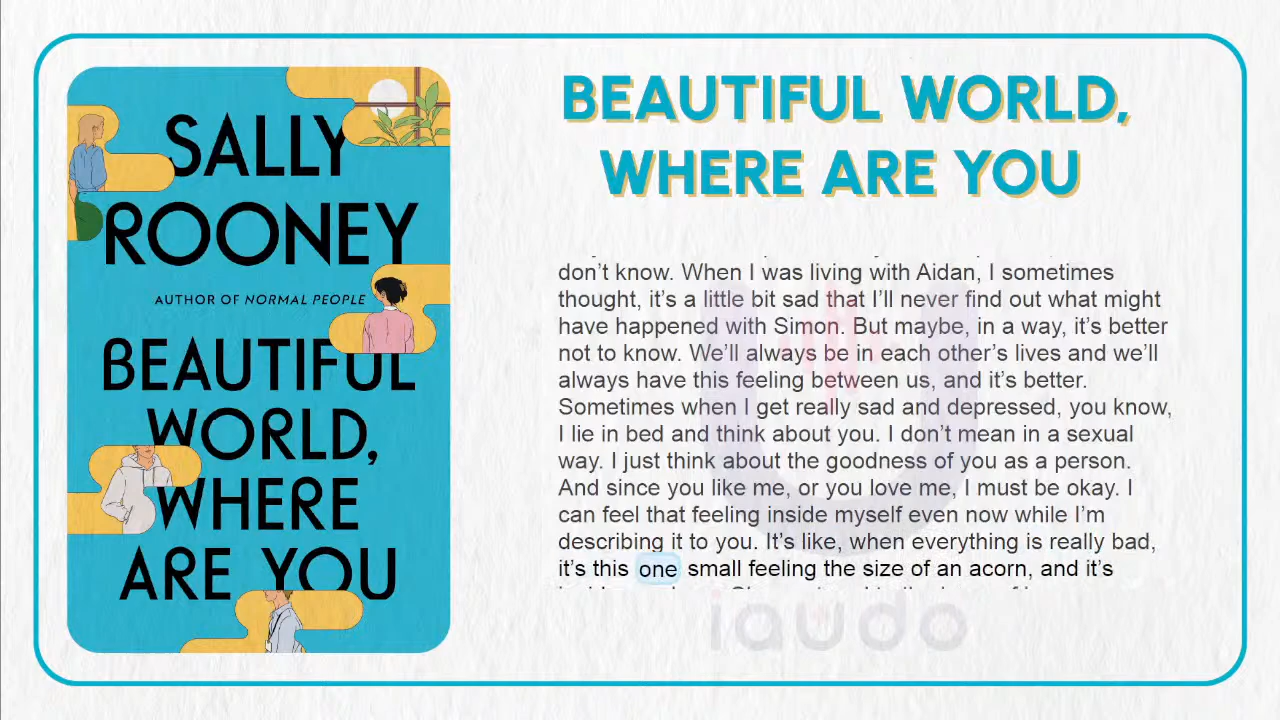 SALLY
ROONEY
AUTHOR OF NORMAL PEOPLE
BEAUTIFUL
WORLD,
WHERE
ARE YOU
BEAUTIFUL WORLD,
WHERE ARE YOU
don’t know. When I was living with Aidan, I sometimes
thought, it’s a little bit sad that I’ll never find out what might
have happened with Simon. But maybe, in a way, it’s better
not to know. We’ll always be in each other’s lives and we’ll
always have this feeling between us, and it’s better.
Sometimes when I get really sad and depressed, you know,
I lie in bed and think about you. I don’t mean in a sexual
way. I just think about the goodness of you as a person.
And since you like me, or you love me, I must be okay. I
can feel that feeling inside myself even now while I’m
describing it to you. It’s like, when everything is really bad,
it’s this one small feeling the size of an acorn, and it’s
iaudo